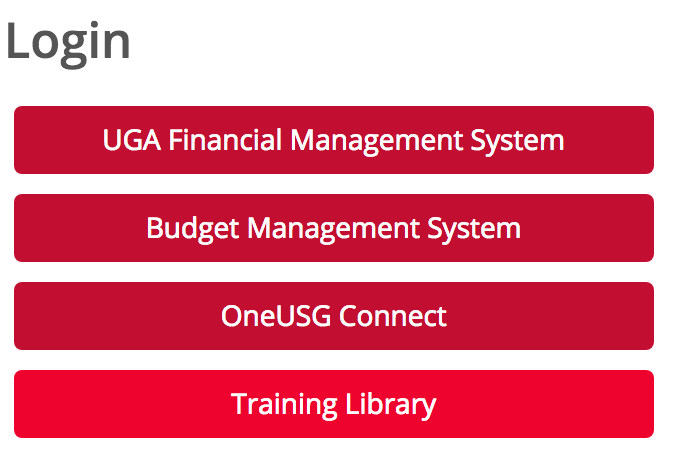 Login
UGA Financial Management System
Budget Management System
OneUSG Connect
Training Library